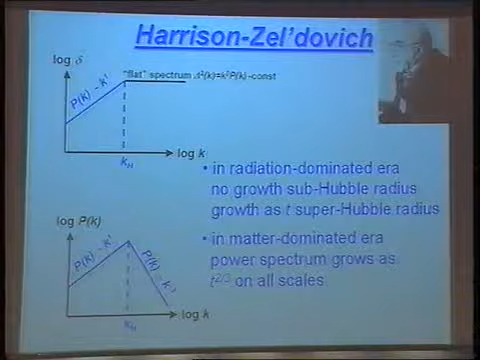 Harrison-Zel'dovich
log δ
"flat" spectrum Δ²(k)=k³P(k)~const
P(k) ~ k¹
k_H
log k
• in radiation-dominated era
no growth sub-Hubble radius
growth as t super-Hubble radius
log P(k)
• in matter-dominated era
power spectrum grows as
t^{2/3} on all scales
P(k) ~ k¹
P(k) ~ k⁻³
k_H
log k